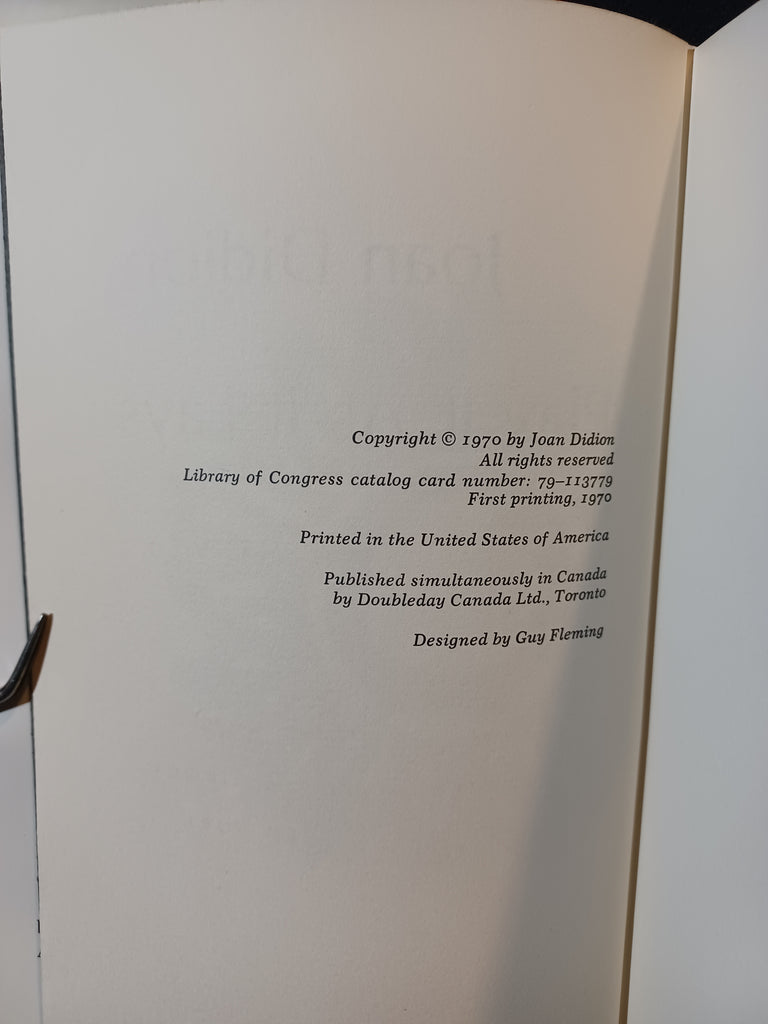 Copyright © 1970 by Joan Didion
All rights reserved
Library of Congress catalog card number: 79–113779
First printing, 1970
Printed in the United States of America
Published simultaneously in Canada
by Doubleday Canada Ltd., Toronto
Designed by Guy Fleming